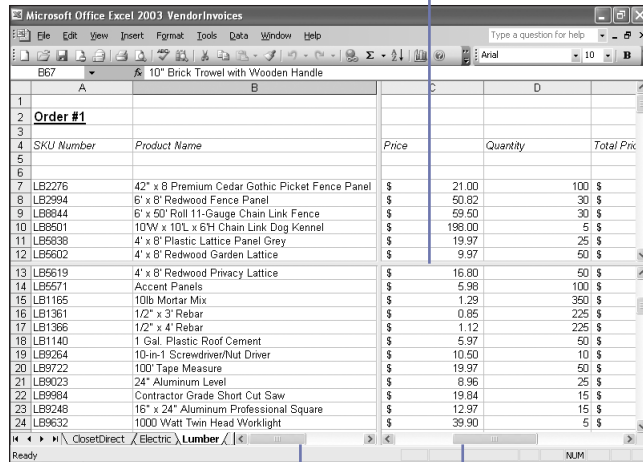 Microsoft Office Excel 2003 VendorInvoices
File Edit View Insert Format Tools Data Window Help Type a question for help
Σ Arial 10 B
B67 fx 10" Brick Trowel with Wooden Handle
A B C D
1
2 Order #1
3
4 SKU Number Product Name Price Quantity Total Pric
5
6
7 LB2276 42" x 8 Premium Cedar Gothic Picket Fence Panel $ 21.00 100 $
8 LB2994 6' x 8' Redwood Fence Panel $ 50.82 30 $
9 LB8844 6' x 50' Roll 11-Gauge Chain Link Fence $ 59.50 30 $
10 LB8501 10'W x 10'L x 6'H Chain Link Dog Kennel $ 198.00 5 $
11 LB5838 4' x 8' Plastic Lattice Panel Grey $ 19.97 25 $
12 LB5602 4' x 8' Redwood Garden Lattice $ 9.97 50 $
13 LB5619 4' x 8' Redwood Privacy Lattice $ 16.80 50 $
14 LB5571 Accent Panels $ 5.98 100 $
15 LB1165 10lb Mortar Mix $ 1.29 350 $
16 LB1361 1/2" x 3' Rebar $ 0.85 225 $
17 LB1366 1/2" x 4' Rebar $ 1.12 225 $
18 LB1140 1 Gal. Plastic Roof Cement $ 5.97 50 $
19 LB9264 10-in-1 Screwdriver/Nut Driver $ 10.50 10 $
20 LB9722 100' Tape Measure $ 19.97 50 $
21 LB9023 24" Aluminum Level $ 8.96 25 $
22 LB9984 Contractor Grade Short Cut Saw $ 19.84 15 $
23 LB9248 16" x 24" Aluminum Professional Square $ 12.97 15 $
24 LB9632 1000 Watt Twin Head Worklight $ 39.90 5 $
ClosetDirect Electric Lumber
Ready NUM